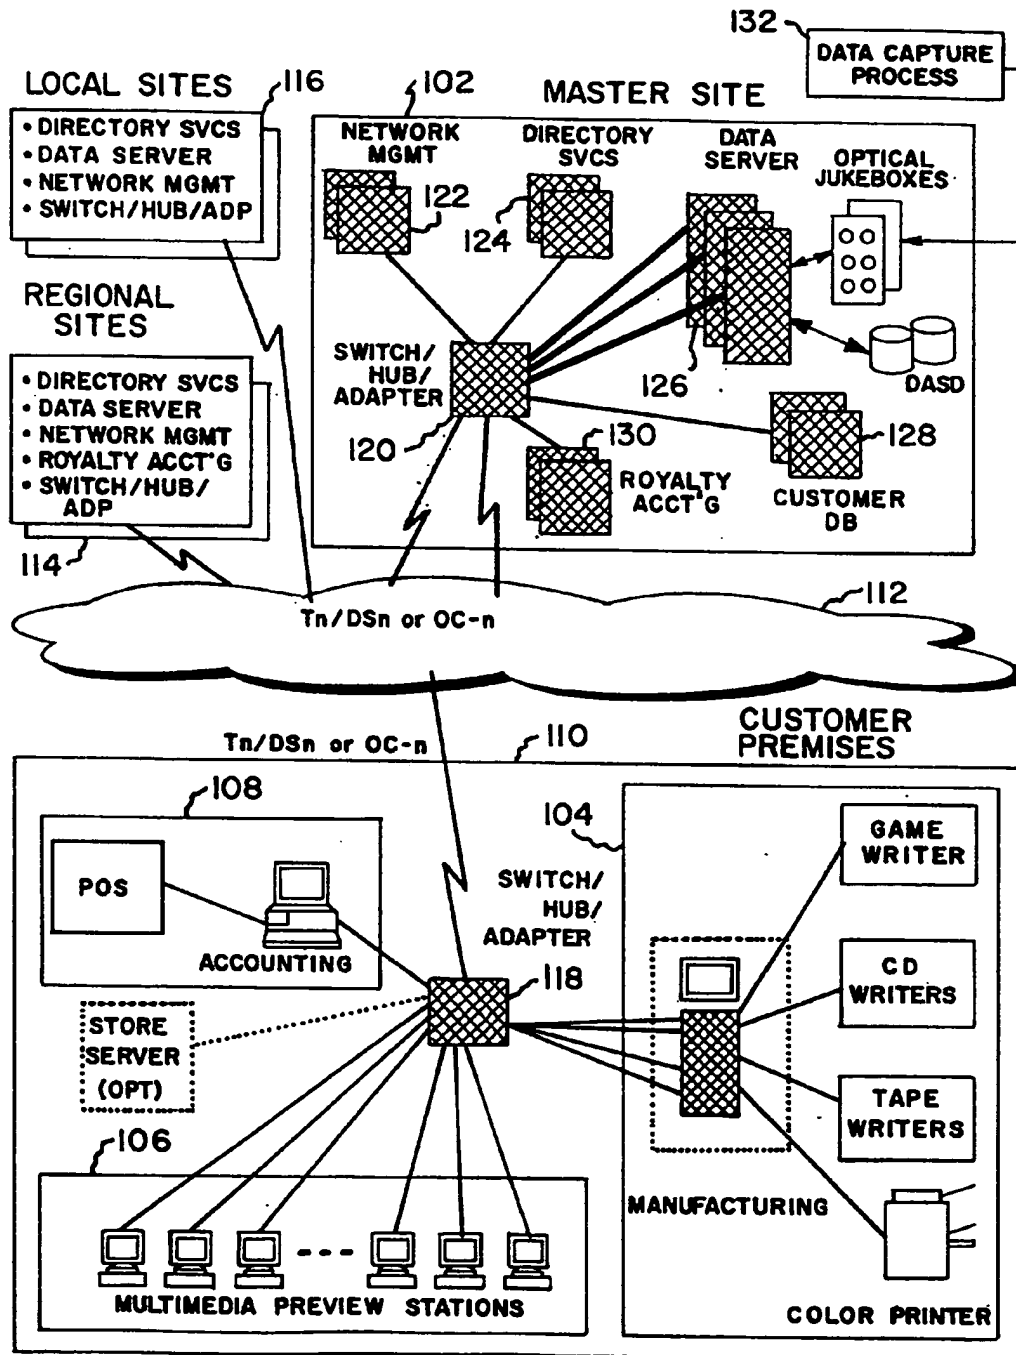 132
DATA CAPTURE
PROCESS
LOCAL SITES
116
• DIRECTORY SVCS
• DATA SERVER
• NETWORK MGMT
• SWITCH/HUB/ADP
102
MASTER SITE
NETWORK
MGMT
122
DIRECTORY
SVCS
124
DATA
SERVER
126
OPTICAL
JUKEBOXES
DASD
REGIONAL
SITES
• DIRECTORY SVCS
• DATA SERVER
• NETWORK MGMT
• ROYALTY ACCT'G
• SWITCH/HUB/
ADP
114
SWITCH/
HUB/
ADAPTER
120
130
ROYALTY
ACCT'G
128
CUSTOMER
DB
112
Tn/DSn or OC-n
Tn/DSn or OC-n
110
CUSTOMER
PREMISES
108
POS
ACCOUNTING
SWITCH/
HUB/
ADAPTER
118
STORE
SERVER
(OPT)
104
GAME
WRITER
CD
WRITERS
TAPE
WRITERS
MANUFACTURING
COLOR PRINTER
106
MULTIMEDIA PREVIEW STATIONS